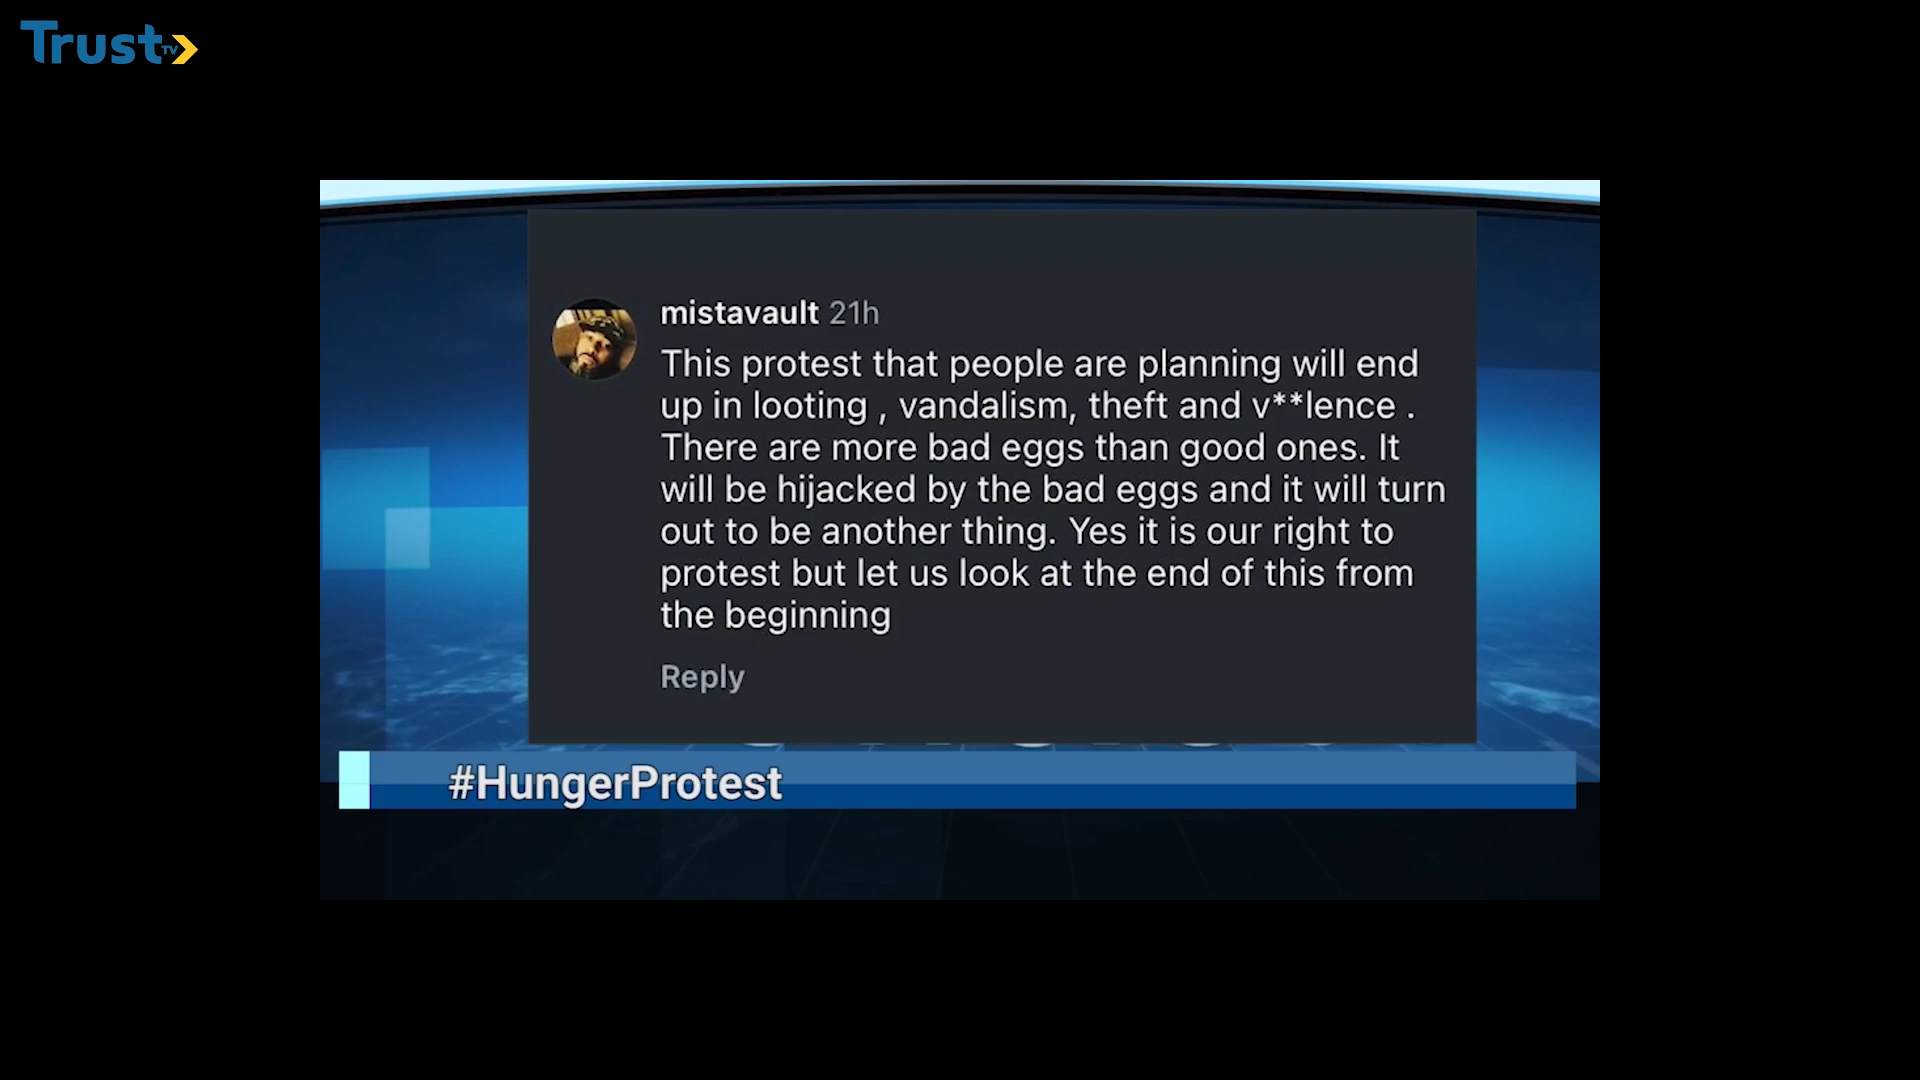 Trust TV
mistavault 21h
This protest that people are planning will end
up in looting , vandalism, theft and v**lence .
There are more bad eggs than good ones. It
will be hijacked by the bad eggs and it will turn
out to be another thing. Yes it is our right to
protest but let us look at the end of this from
the beginning
Reply
#HungerProtest